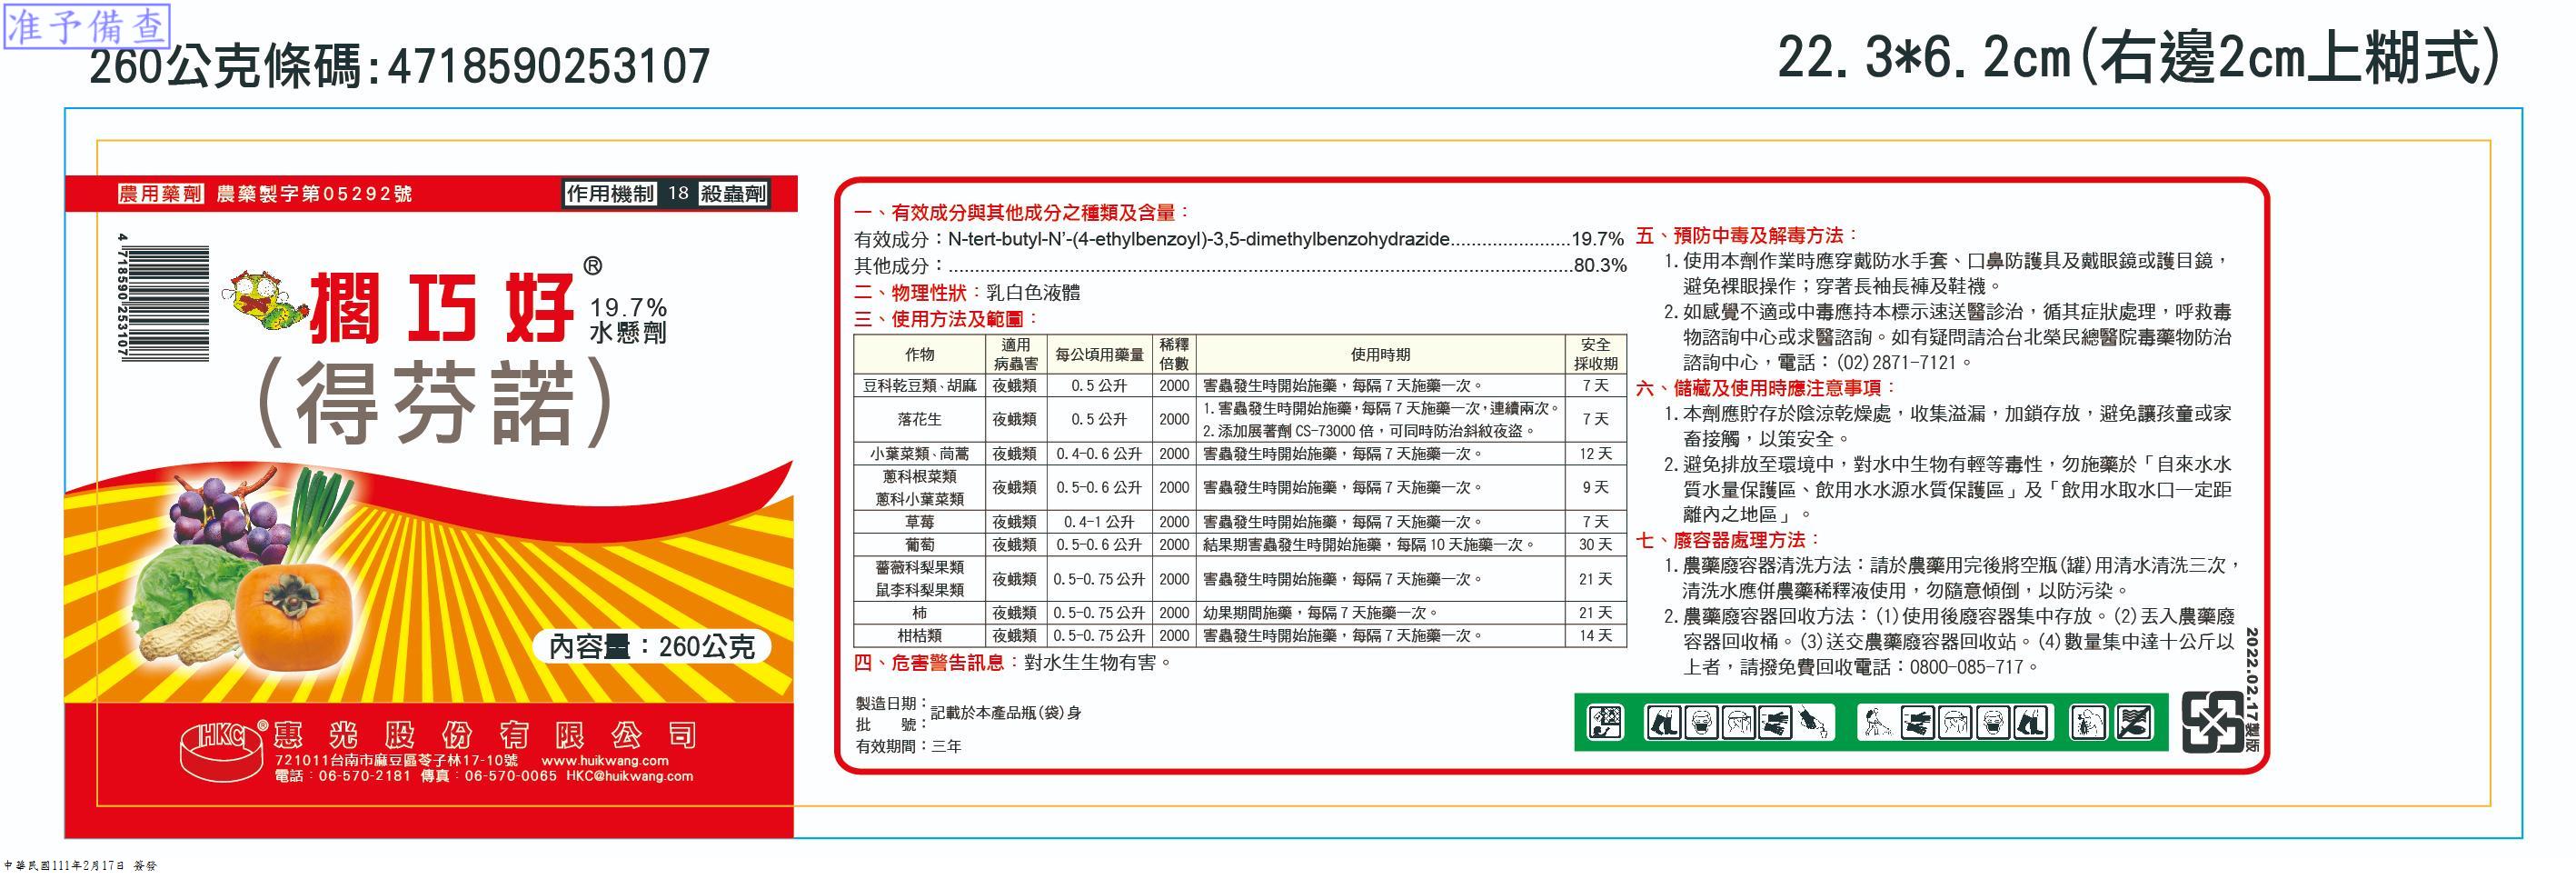 准予備查
260公克條碼:4718590253107
22.3*6.2cm(右邊2cm上糊式)
農用藥劑 農藥製字第05292號
作用機制 18 殺蟲劑
4 718590 253107
擱巧好®
19.7%
水懸劑
(得芬諾)
內容量：260公克
HKC® 惠光股份有限公司
721011台南市麻豆區苓子林17-10號 www.huikwang.com
電話：06-570-2181 傳真：06-570-0065 HKC@huikwang.com
一、有效成分與其他成分之種類及含量：
有效成分：N-tert-butyl-N’-(4-ethylbenzoyl)-3,5-dimethylbenzohydrazide.......................19.7%
其他成分：.......................................................................................................................80.3%
二、物理性狀：乳白色液體
三、使用方法及範圍：
作物 適用病蟲害 每公頃用藥量 稀釋倍數 使用時期 安全採收期
豆科乾豆類、胡麻 夜蛾類 0.5公升 2000 害蟲發生時開始施藥，每隔7天施藥一次。 7天
落花生 夜蛾類 0.5公升 2000 1.害蟲發生時開始施藥，每隔7天施藥一次，連續兩次。 7天
2.添加展著劑CS-73000倍，可同時防治斜紋夜盜。
小葉菜類、茼蒿 夜蛾類 0.4-0.6公升 2000 害蟲發生時開始施藥，每隔7天施藥一次。 12天
蔥科根菜類
蔥科小葉菜類 夜蛾類 0.5-0.6公升 2000 害蟲發生時開始施藥，每隔7天施藥一次。 9天
草莓 夜蛾類 0.4-1公升 2000 害蟲發生時開始施藥，每隔7天施藥一次。 7天
葡萄 夜蛾類 0.5-0.6公升 2000 結果期害蟲發生時開始施藥，每隔10天施藥一次。 30天
薔薇科梨果類
鼠李科梨果類 夜蛾類 0.5-0.75公升 2000 害蟲發生時開始施藥，每隔7天施藥一次。 21天
柿 夜蛾類 0.5-0.75公升 2000 幼果期間施藥，每隔7天施藥一次。 21天
柑桔類 夜蛾類 0.5-0.75公升 2000 害蟲發生時開始施藥，每隔7天施藥一次。 14天
四、危害警告訊息：對水生生物有害。
製造日期：
批　　號：記載於本產品瓶(袋)身
有效期間：三年
五、預防中毒及解毒方法：
1.使用本劑作業時應穿戴防水手套、口鼻防護具及戴眼鏡或護目鏡，
避免裸眼操作；穿著長袖長褲及鞋襪。
2.如感覺不適或中毒應持本標示速送醫診治，循其症狀處理，呼救毒
物諮詢中心或求醫諮詢。如有疑問請洽台北榮民總醫院毒藥物防治
諮詢中心，電話：(02)2871-7121。
六、儲藏及使用時應注意事項：
1.本劑應貯存於陰涼乾燥處，收集溢漏，加鎖存放，避免讓孩童或家
畜接觸，以策安全。
2.避免排放至環境中，對水中生物有輕等毒性，勿施藥於「自來水水
質水量保護區、飲用水水源水質保護區」及「飲用水取水口一定距
離內之地區」。
七、廢容器處理方法：
1.農藥廢容器清洗方法：請於農藥用完後將空瓶(罐)用清水清洗三次，
清洗水應併農藥稀釋液使用，勿隨意傾倒，以防污染。
2.農藥廢容器回收方法：(1)使用後廢容器集中存放。(2)丟入農藥廢
容器回收桶。(3)送交農藥廢容器回收站。(4)數量集中達十公斤以
上者，請撥免費回收電話：0800-085-717。
2022.02.17製版
中華民國111年2月17日 簽發